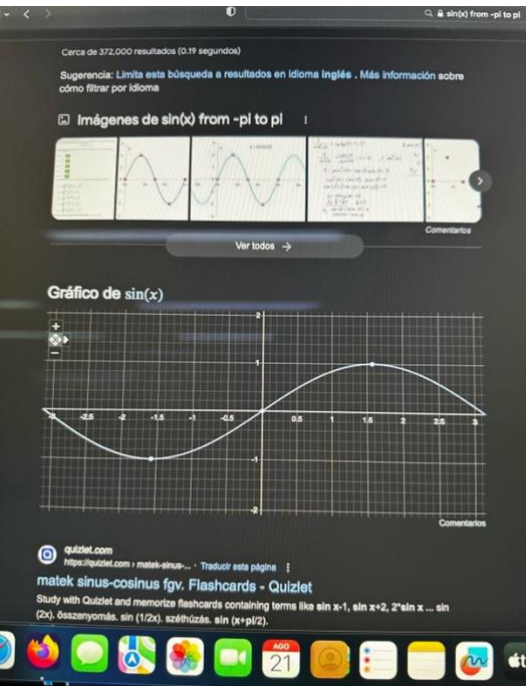 sin(x) from -pi to pi
Cerca de 372,000 resultados (0.19 segundos)
Sugerencia: Limita esta búsqueda a resultados en idioma inglés . Más información sobre
cómo filtrar por idioma
Imágenes de sin(x) from -pi to pi
Comentarios
Ver todos →
Gráfico de sin(x)
+
−
2
1
-2.5 -2 -1.5 -1 -0.5 0.5 1 1.5 2 2.5 3
-1
-2
Comentarios
quizlet.com
https://quizlet.com › matek-sinus-... · Traducir esta página
matek sinus-cosinus fgv. Flashcards - Quizlet
Study with Quizlet and memorize flashcards containing terms like sin x-1, sin x+2, 2*sin x ... sin
(2x). összenyomás. sin (1/2x). széthúzás. sin (x+pi/2).
AGO
21